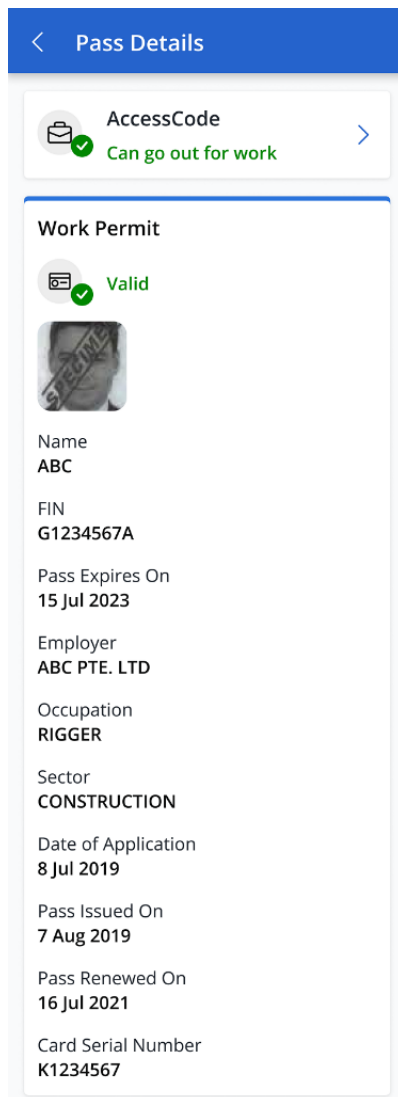 Pass Details
AccessCode
Can go out for work
Work Permit
Valid
SPECIMEN
Name
ABC
FIN
G1234567A
Pass Expires On
15 Jul 2023
Employer
ABC PTE. LTD
Occupation
RIGGER
Sector
CONSTRUCTION
Date of Application
8 Jul 2019
Pass Issued On
7 Aug 2019
Pass Renewed On
16 Jul 2021
Card Serial Number
K1234567